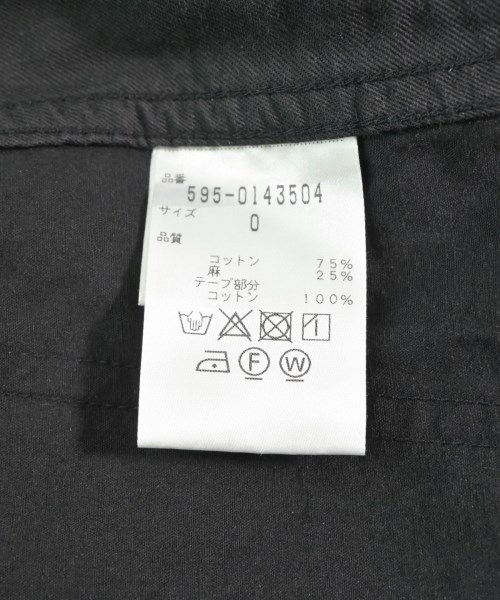 品番
595-0143504
サイズ
0
品質
コットン 75%
麻 25%
テープ部分
コットン 100%
F W